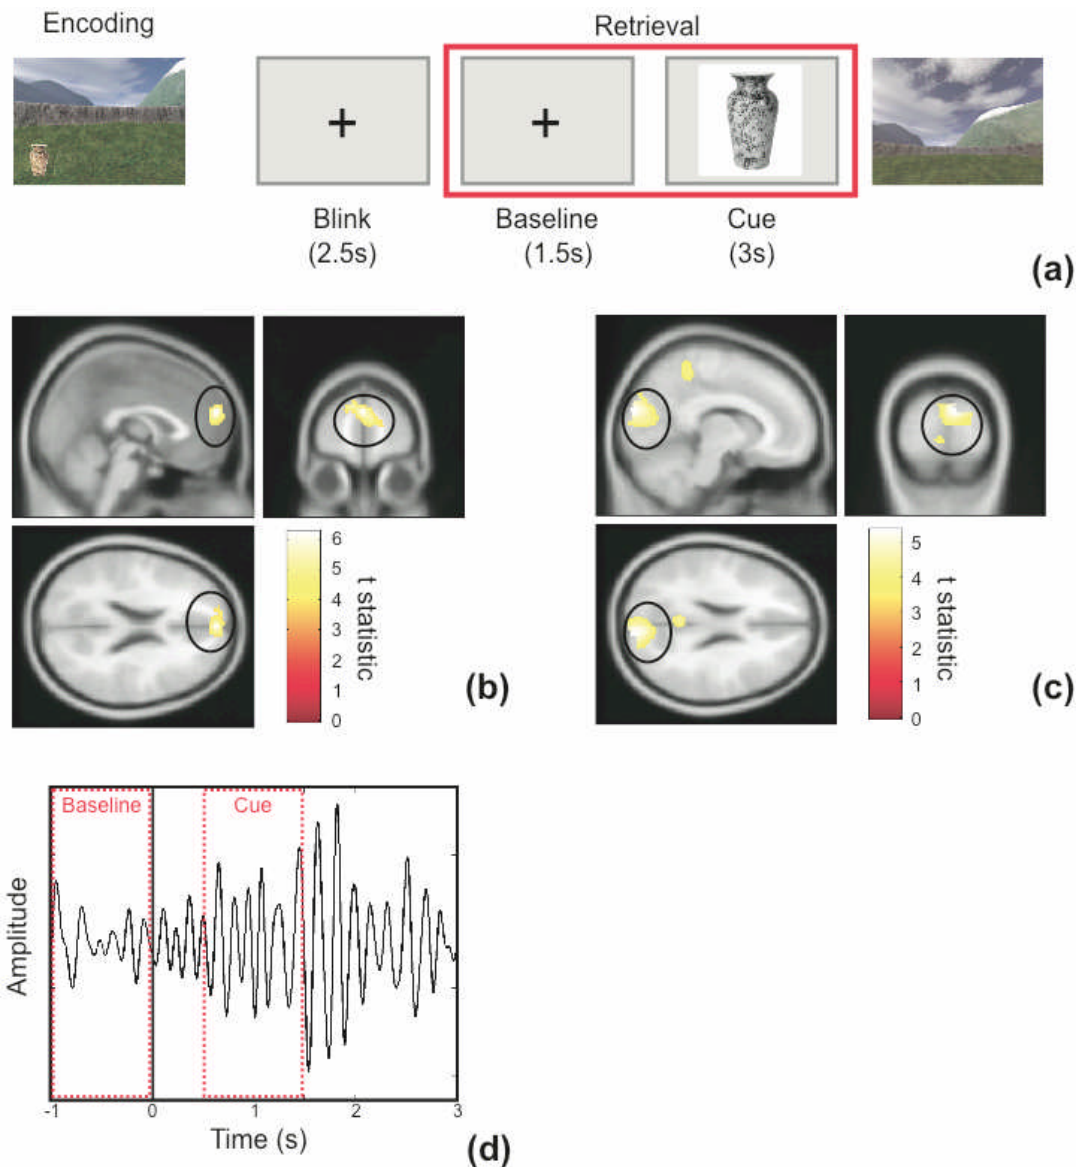 Encoding
Retrieval
Blink
(2.5s)
Baseline
(1.5s)
Cue
(3s)
(a)
6
5
4
3
2
1
0
t statistic
(b)
5
4
3
2
1
0
t statistic
(c)
Baseline
Cue
Amplitude
-1
0
1
2
3
Time (s)
(d)